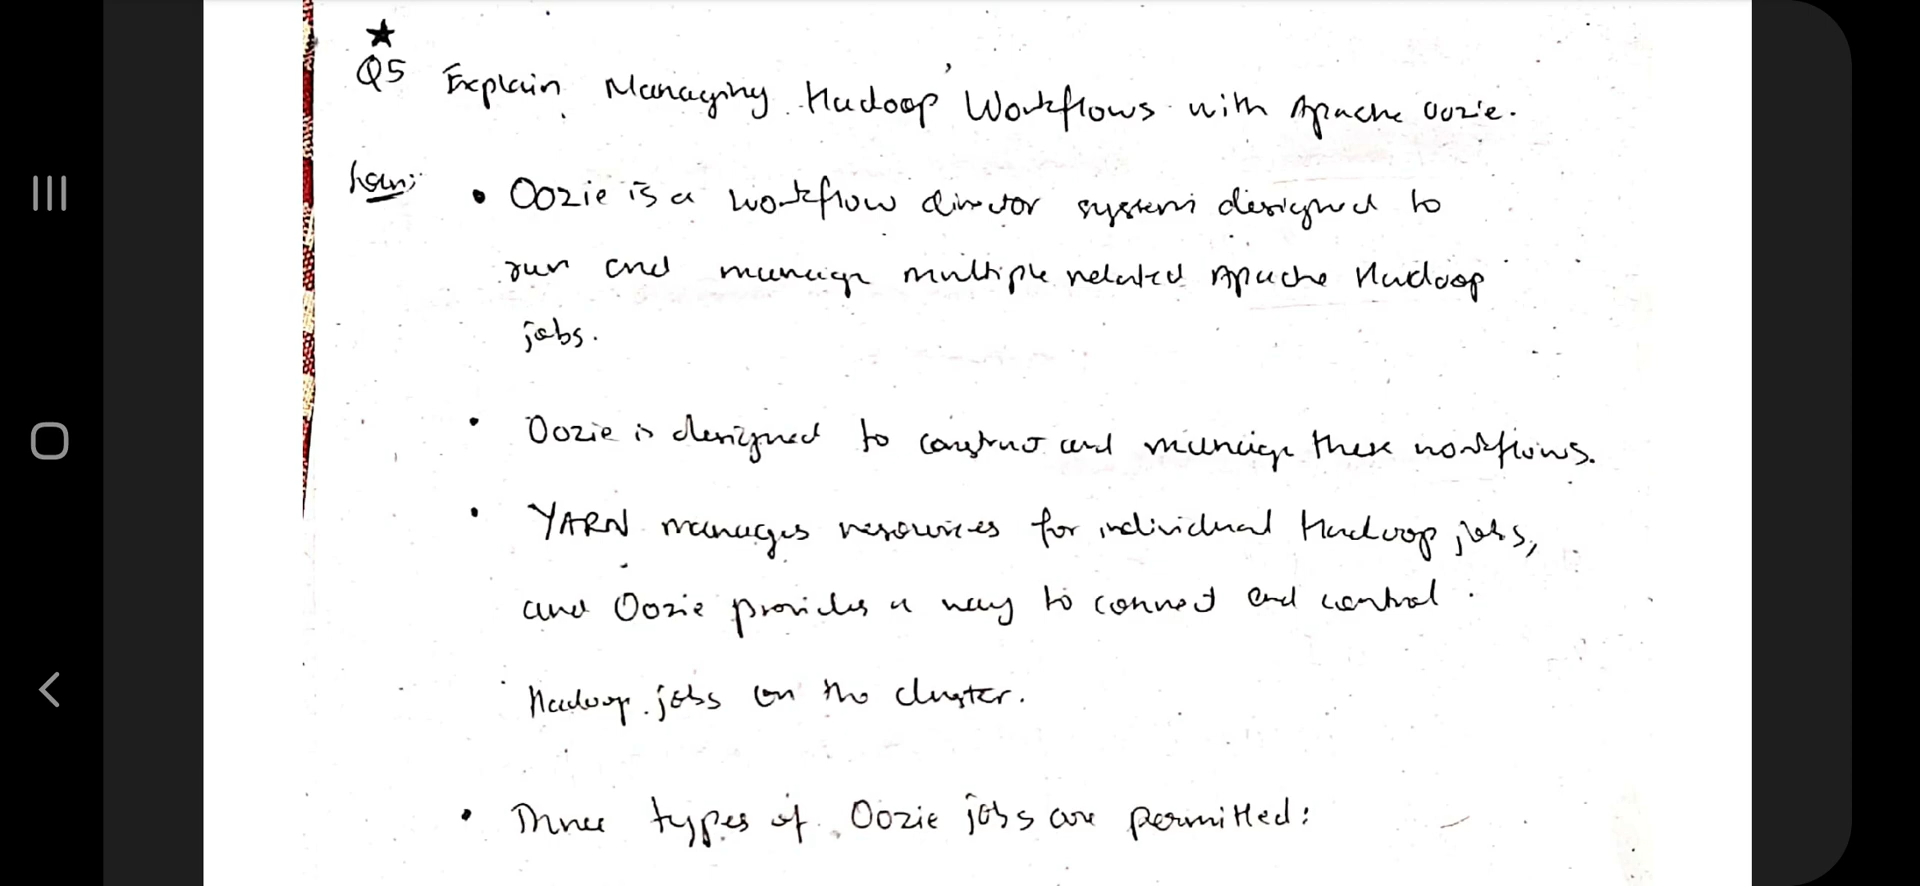 Q5 Explain Managing Hadoop Workflows with Apache Oozie.
• Oozie is a workflow director system designed to
run and manage multiple related Apache Hadoop
jobs.
• Oozie is designed to construct and manage these workflows.
• YARN manages resources for individual Hadoop jobs,
and Oozie provides a way to connect and control
Hadoop jobs on the cluster.
• Three types of Oozie jobs are permitted: